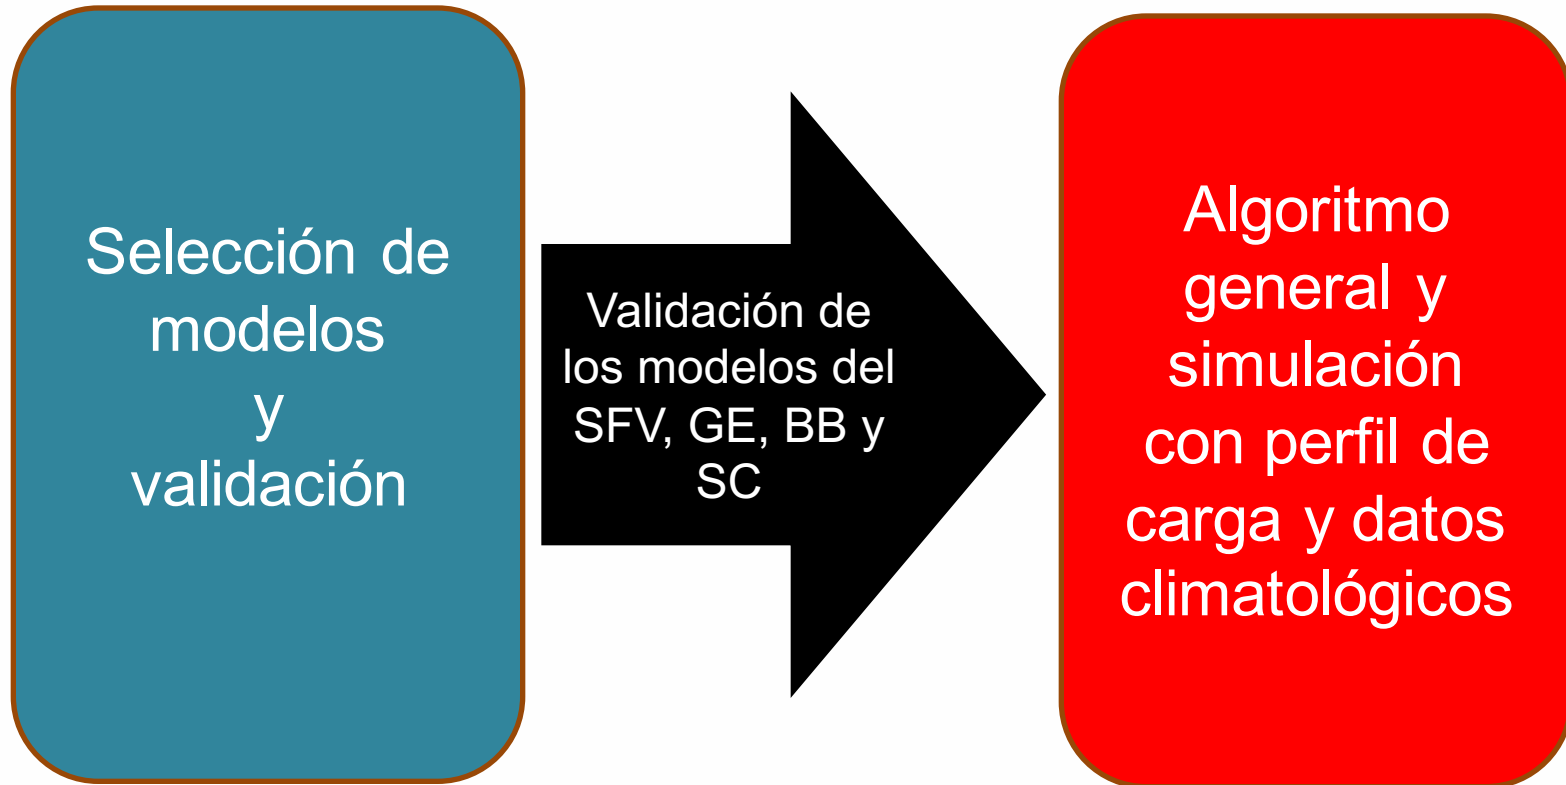 Selección de
modelos
y
validación
Validación de
los modelos del
SFV, GE, BB y
SC
Algoritmo
general y
simulación
con perfil de
carga y datos
climatológicos